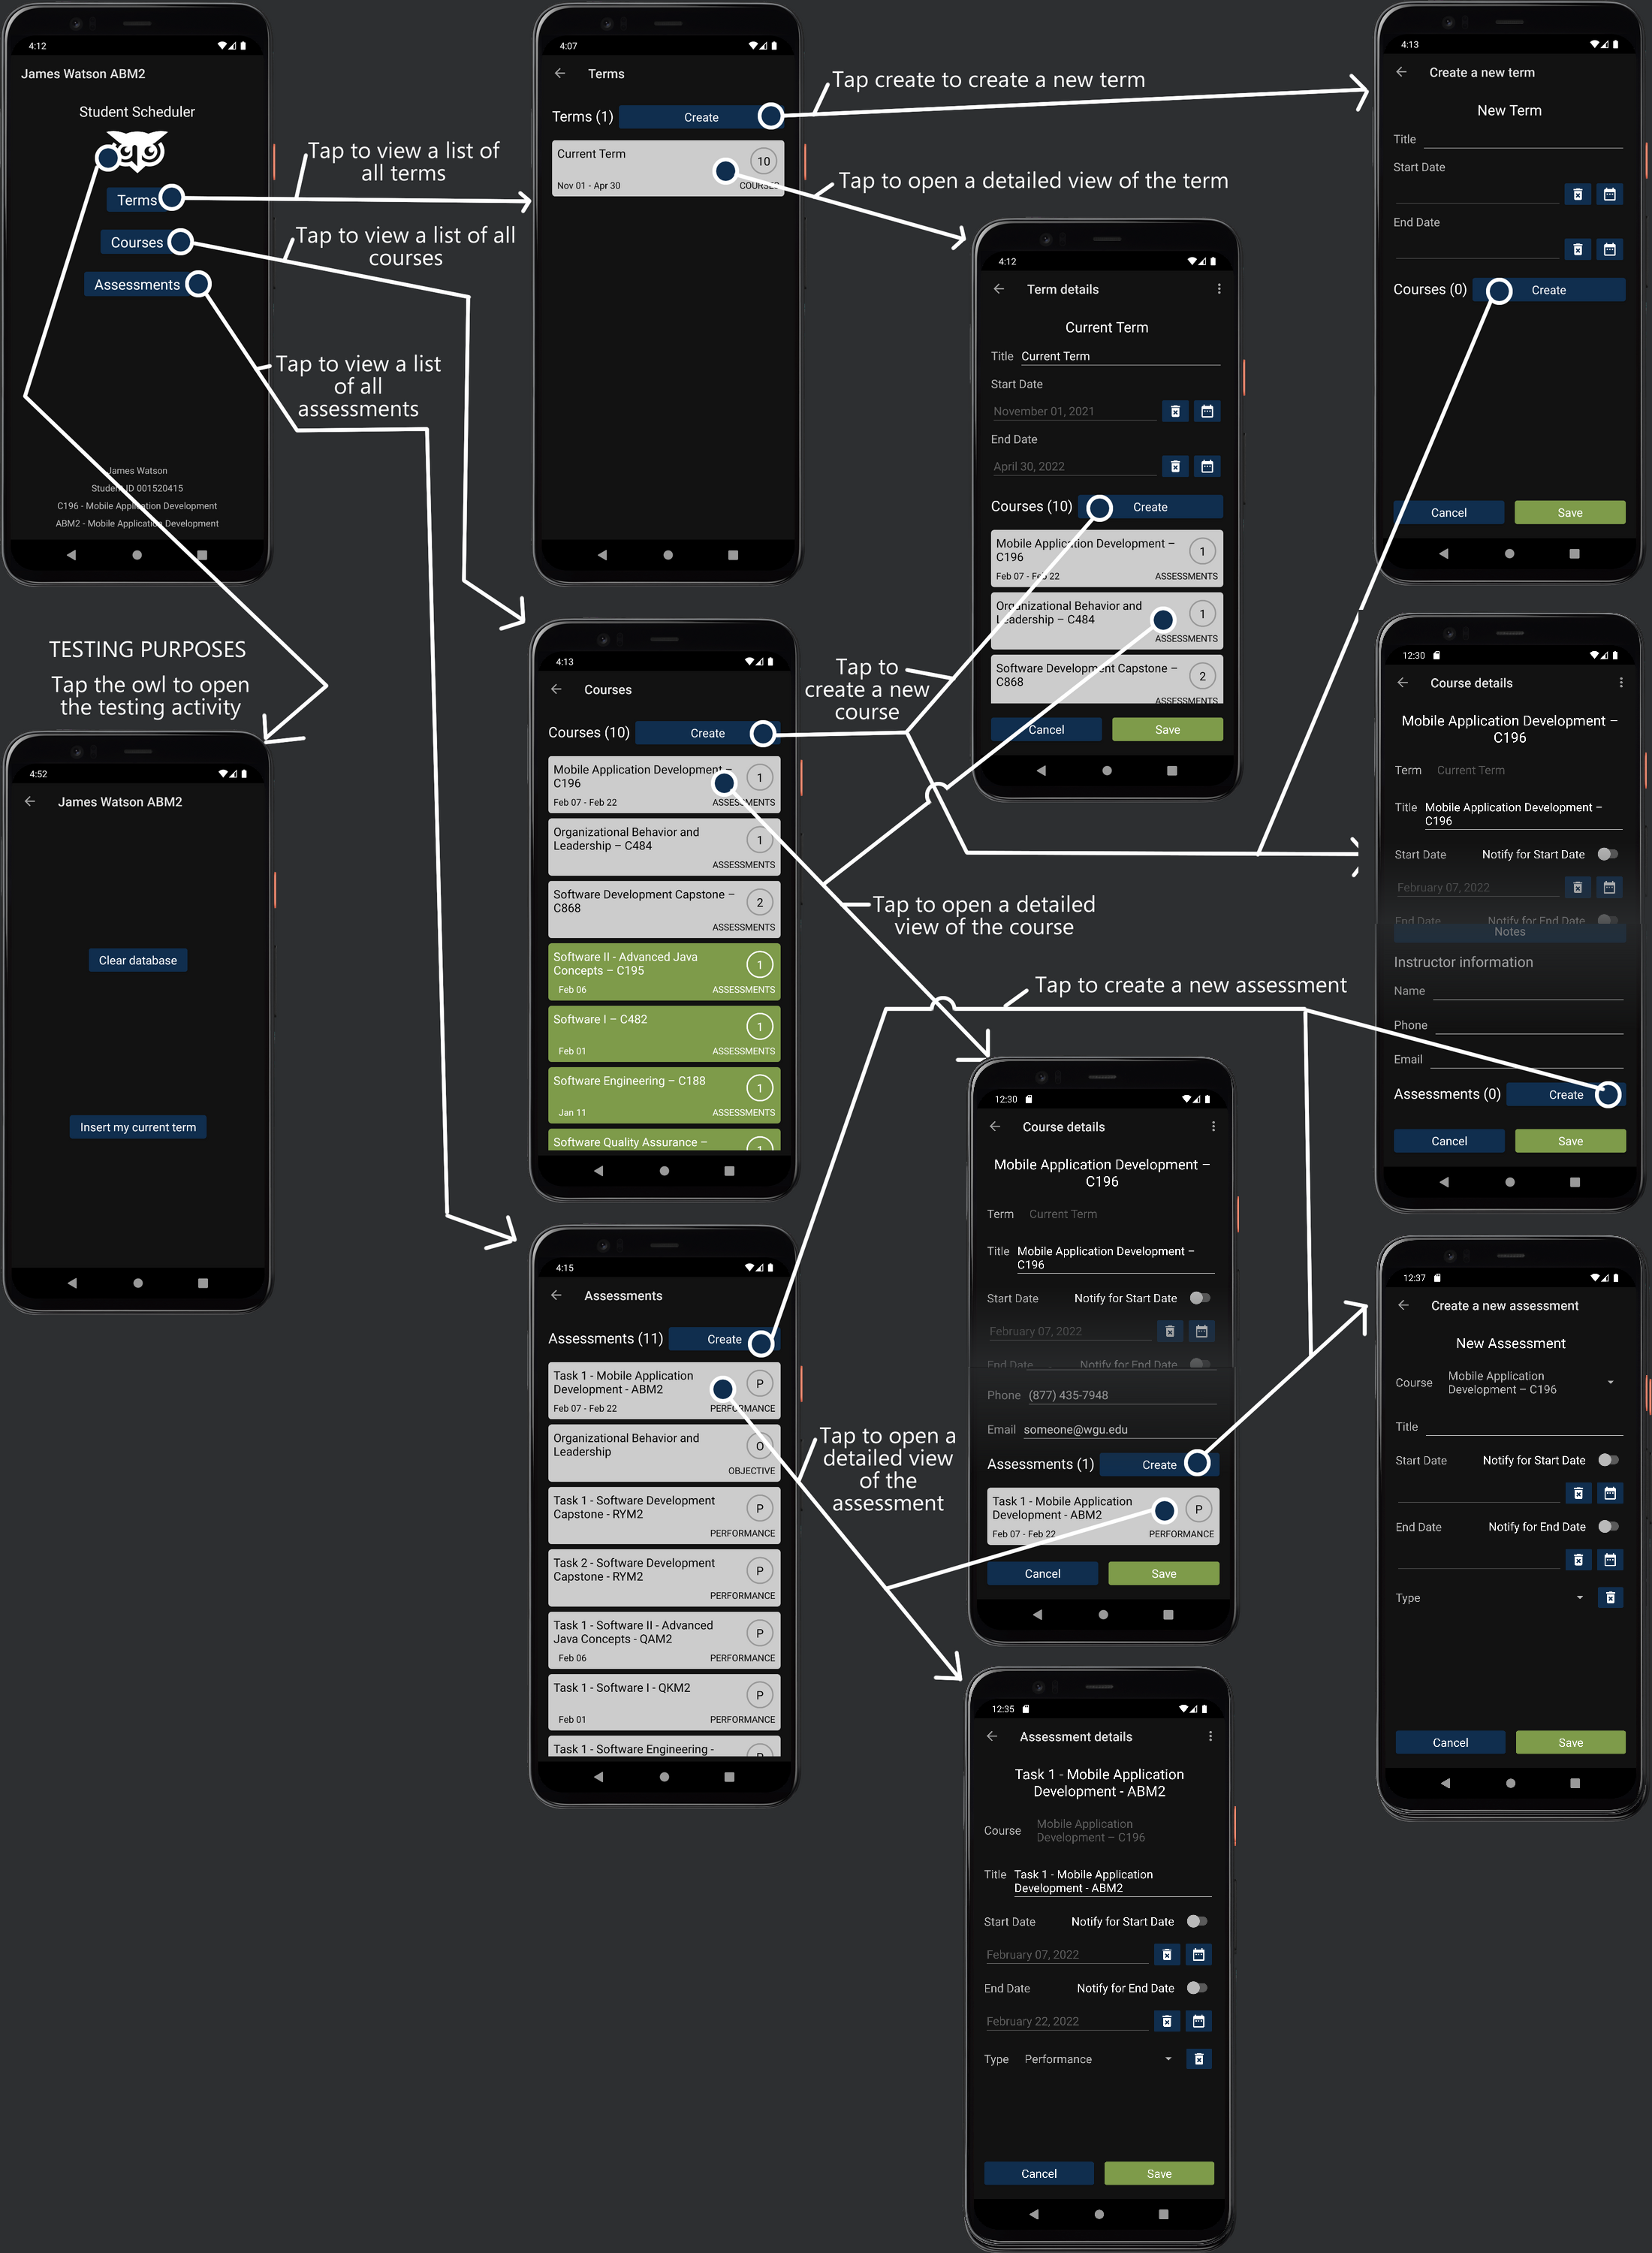 4:12
James Watson ABM2
Student Scheduler
Terms
Courses
Assessments
James Watson
Student ID 001520415
C196 - Mobile Application Development
ABM2 - Mobile Application Development
Tap to view a list of
all terms
Tap to view a list of all
courses
Tap to view a list
of all
assessments
TESTING PURPOSES
Tap the owl to open
the testing activity
4:52
James Watson ABM2
Clear database
Insert my current term
4:07
Terms
Terms (1)
Create
Current Term
10
Nov 01 - Apr 30
COURSES
Tap create to create a new term
Tap to open a detailed view of the term
4:13
Courses
Courses (10)
Create
Mobile Application Development –
C196
1
Feb 07 - Feb 22
ASSESSMENTS
Organizational Behavior and
Leadership – C484
1
ASSESSMENTS
Software Development Capstone –
C868
2
ASSESSMENTS
Software II - Advanced Java
Concepts – C195
1
Feb 06
ASSESSMENTS
Software I – C482
1
Feb 01
ASSESSMENTS
Software Engineering – C188
1
Jan 11
ASSESSMENTS
Software Quality Assurance –
1
Tap to
create a new
course
Tap to open a detailed
view of the course
4:15
Assessments
Assessments (11)
Create
Task 1 - Mobile Application
Development - ABM2
P
Feb 07 - Feb 22
PERFORMANCE
Organizational Behavior and
Leadership
O
OBJECTIVE
Task 1 - Software Development
Capstone - RYM2
P
PERFORMANCE
Task 2 - Software Development
Capstone - RYM2
P
PERFORMANCE
Task 1 - Software II - Advanced
Java Concepts - QAM2
P
Feb 06
PERFORMANCE
Task 1 - Software I - QKM2
P
Feb 01
PERFORMANCE
Task 1 - Software Engineering -
P
Tap to open a
detailed view
of the
assessment
4:12
Term details
Current Term
Title Current Term
Start Date
November 01, 2021
End Date
April 30, 2022
Courses (10)
Create
Mobile Application Development –
C196
1
Feb 07 - Feb 22
ASSESSMENTS
Organizational Behavior and
Leadership – C484
1
ASSESSMENTS
Software Development Capstone –
C868
2
ASSESSMENTS
Cancel
Save
Tap to create a new assessment
12:30
Course details
Mobile Application Development –
C196
Term Current Term
Title Mobile Application Development –
C196
Start Date Notify for Start Date
February 07, 2022
End Date Notify for End Date
Phone (877) 435-7948
Email someone@wgu.edu
Assessments (1)
Create
Task 1 - Mobile Application
Development - ABM2
P
Feb 07 - Feb 22
PERFORMANCE
Cancel
Save
12:35
Assessment details
Task 1 - Mobile Application
Development - ABM2
Course Mobile Application
Development – C196
Title Task 1 - Mobile Application
Development - ABM2
Start Date Notify for Start Date
February 07, 2022
End Date Notify for End Date
February 22, 2022
Type Performance
Cancel
Save
4:13
Create a new term
New Term
Title
Start Date
End Date
Courses (0)
Create
Cancel
Save
12:30
Course details
Mobile Application Development –
C196
Term Current Term
Title Mobile Application Development –
C196
Start Date Notify for Start Date
February 07, 2022
End Date Notify for End Date
Notes
Instructor information
Name
Phone
Email
Assessments (0)
Create
Cancel
Save
12:37
Create a new assessment
New Assessment
Course Mobile Application
Development – C196
Title
Start Date Notify for Start Date
End Date Notify for End Date
Type
Cancel
Save